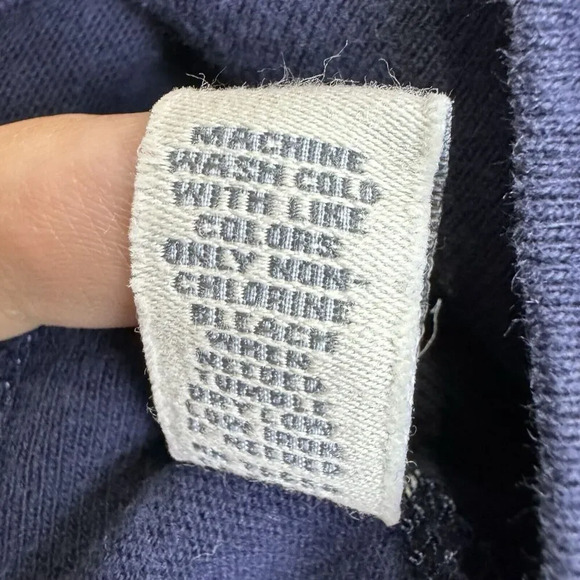 MACHINE
WASH COLD
WITH LIKE
COLORS
ONLY NON-
CHLORINE
BLEACH
WHEN
NEEDED
TUMBLE
DRY LOW
LOW IRON
IF NEEDED